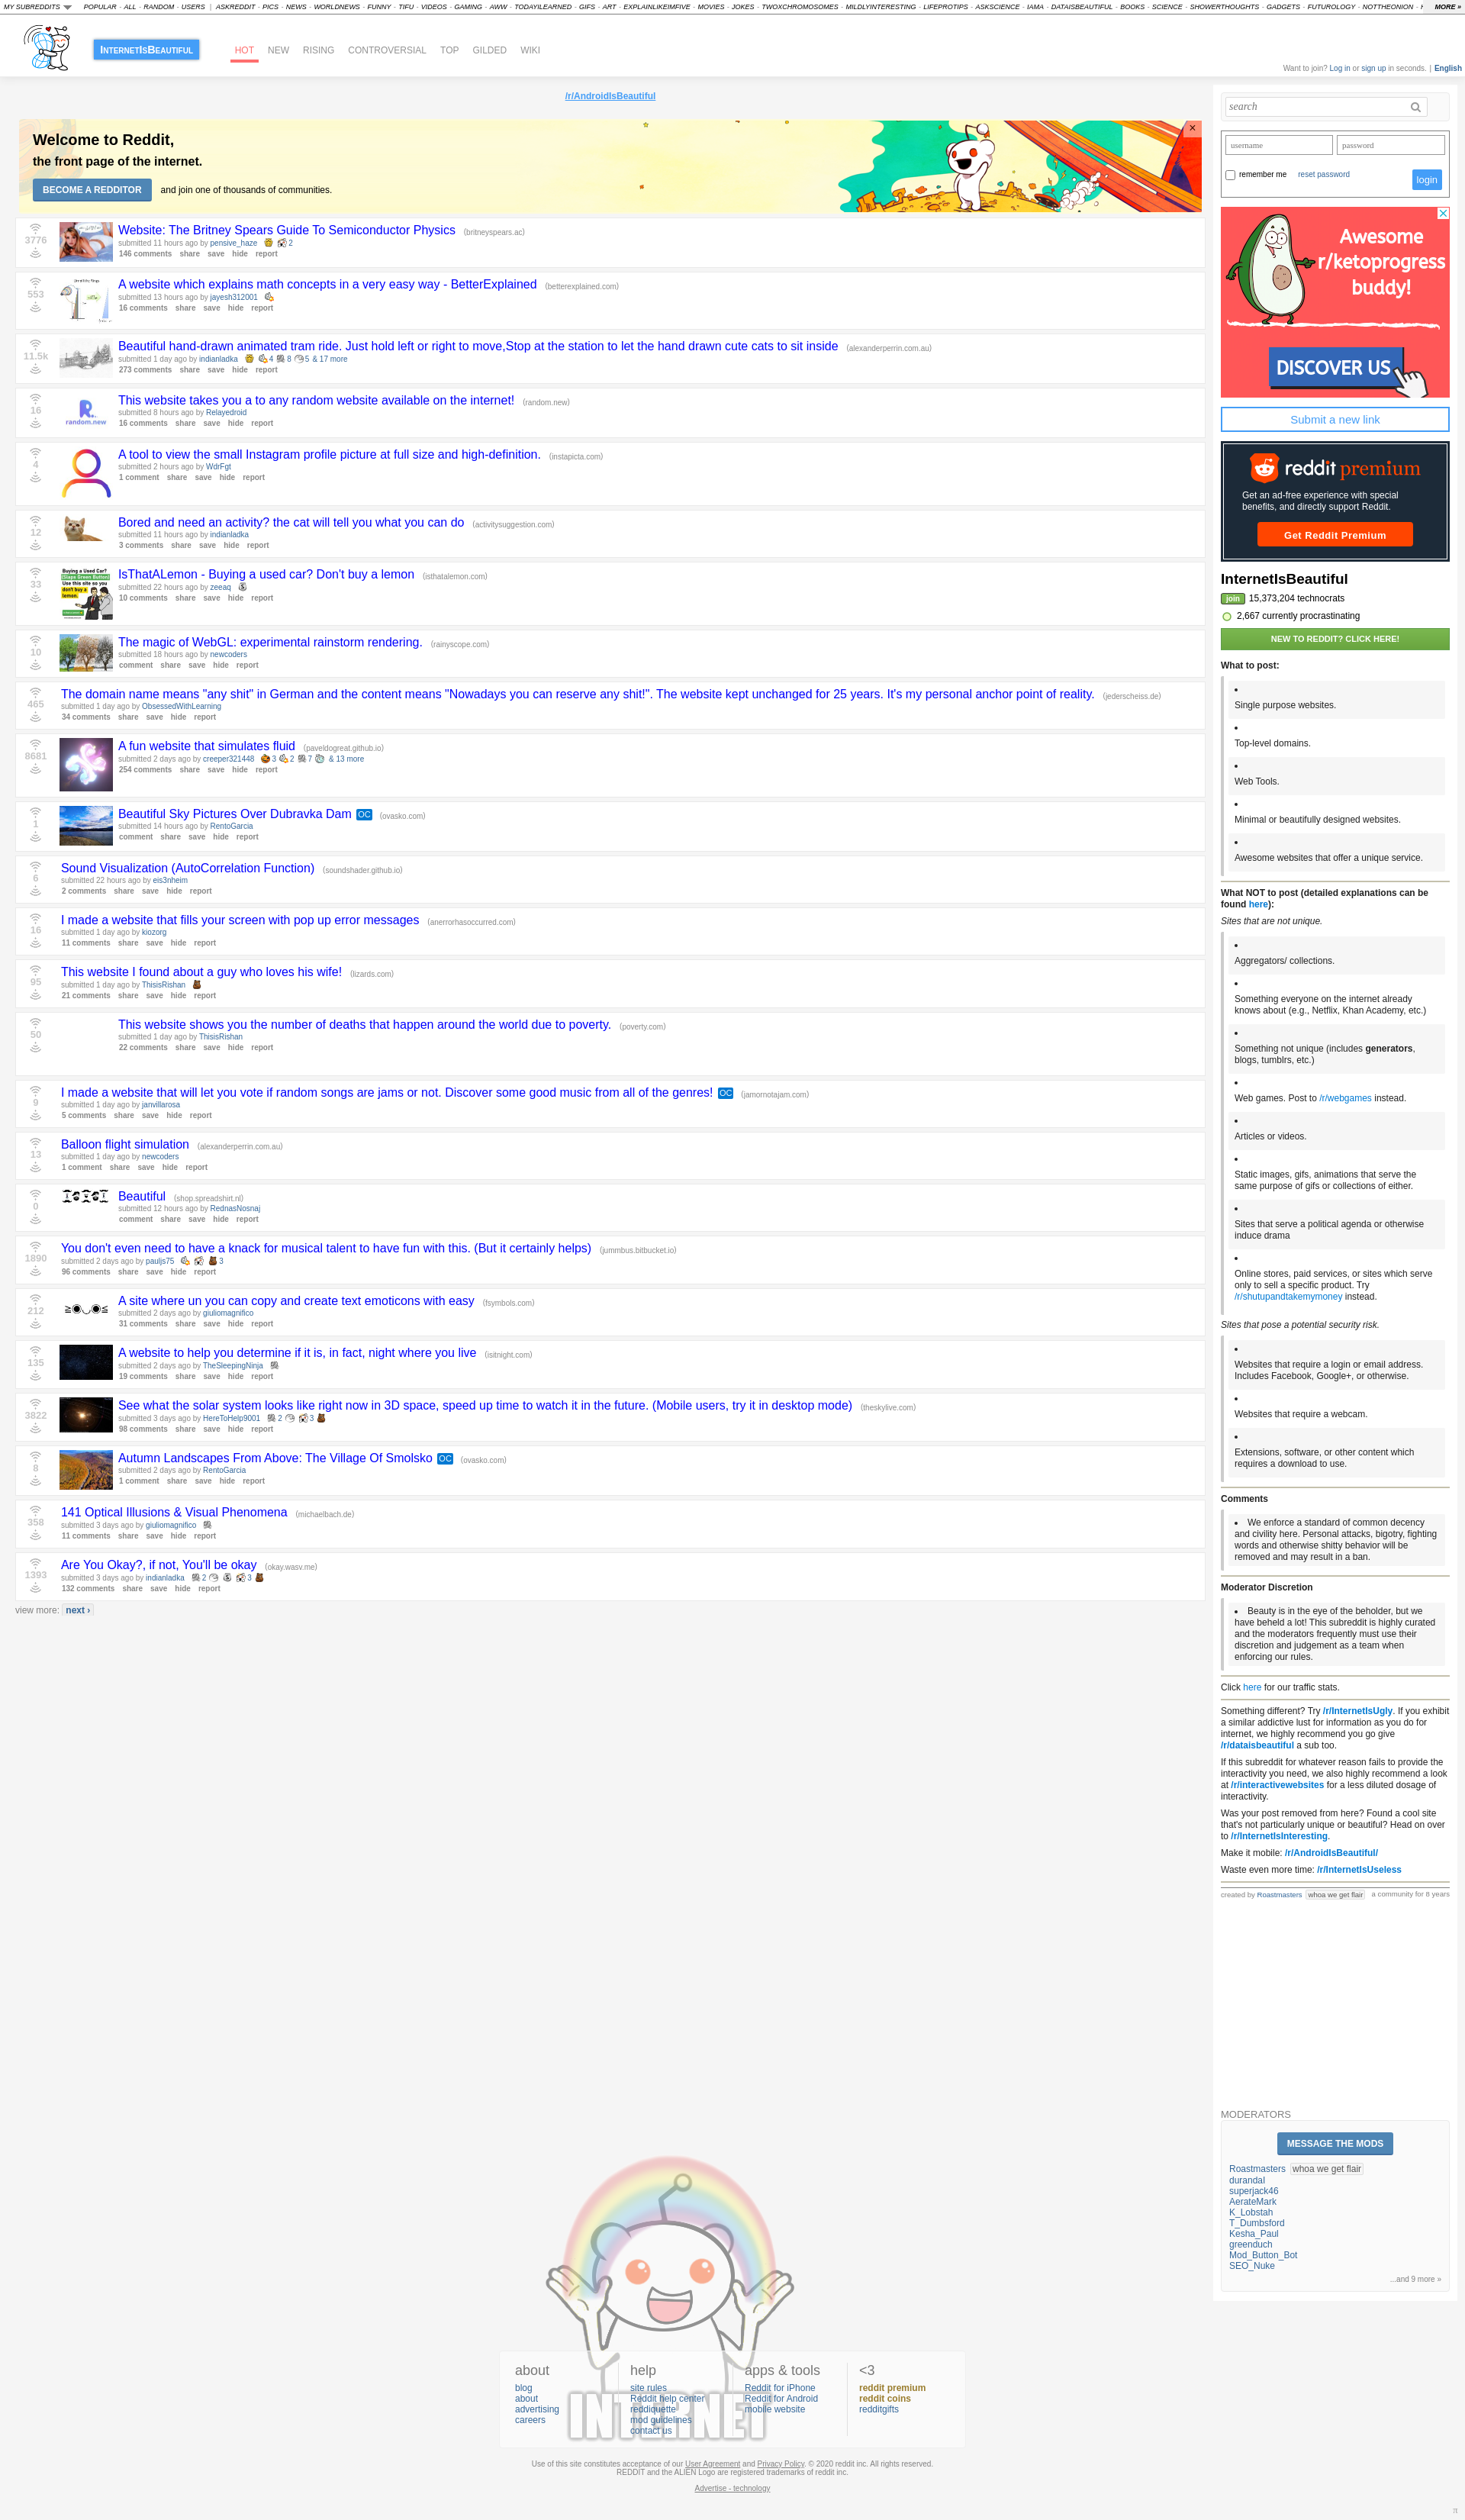 MY SUBREDDITS POPULAR - ALL - RANDOM - USERS | ASKREDDIT - PICS - NEWS - WORLDNEWS - FUNNY - TIFU - VIDEOS - GAMING - AWW - TODAYILEARNED - GIFS - ART - EXPLAINLIKEIMFIVE - MOVIES - JOKES - TWOXCHROMOSOMES - MILDLYINTERESTING - LIFEPROTIPS - ASKSCIENCE - IAMA - DATAISBEAUTIFUL - BOOKS - SCIENCE - SHOWERTHOUGHTS - GADGETS - FUTUROLOGY - NOTTHEONION - MORE »
INTERNETISBEAUTIFUL HOT NEW RISING CONTROVERSIAL TOP GILDED WIKI
Want to join? Log in or sign up in seconds. | English
/r/AndroidIsBeautiful
Welcome to Reddit,
the front page of the internet.
BECOME A REDDITOR and join one of thousands of communities.
3776
Website: The Britney Spears Guide To Semiconductor Physics (britneyspears.ac)
submitted 11 hours ago by pensive_haze 2
146 comments share save hide report
553
A website which explains math concepts in a very easy way - BetterExplained (betterexplained.com)
submitted 13 hours ago by jayesh312001
16 comments share save hide report
11.5k
Beautiful hand-drawn animated tram ride. Just hold left or right to move,Stop at the station to let the hand drawn cute cats to sit inside (alexanderperrin.com.au)
submitted 1 day ago by indianladka 4 8 5 & 17 more
273 comments share save hide report
16
R.
random.new
This website takes you a to any random website available on the internet! (random.new)
submitted 8 hours ago by Relayedroid
16 comments share save hide report
4
A tool to view the small Instagram profile picture at full size and high-definition. (instapicta.com)
submitted 2 hours ago by WdrFgt
1 comment share save hide report
12
Bored and need an activity? the cat will tell you what you can do (activitysuggestion.com)
submitted 11 hours ago by indianladka
3 comments share save hide report
33
Buying a Used Car?
Use this site so you don't buy a lemon.
IsThatALemon - Buying a used car? Don't buy a lemon (isthatalemon.com)
submitted 22 hours ago by zeeaq
10 comments share save hide report
10
The magic of WebGL: experimental rainstorm rendering. (rainyscope.com)
submitted 18 hours ago by newcoders
comment share save hide report
465
The domain name means "any shit" in German and the content means "Nowadays you can reserve any shit!". The website kept unchanged for 25 years. It's my personal anchor point of reality. (jederscheiss.de)
submitted 1 day ago by ObsessedWithLearning
34 comments share save hide report
8681
A fun website that simulates fluid (paveldogreat.github.io)
submitted 2 days ago by creeper321448 3 2 7 & 13 more
254 comments share save hide report
1
Beautiful Sky Pictures Over Dubravka Dam OC (ovasko.com)
submitted 14 hours ago by RentoGarcia
comment share save hide report
6
Sound Visualization (AutoCorrelation Function) (soundshader.github.io)
submitted 22 hours ago by eis3nheim
2 comments share save hide report
16
I made a website that fills your screen with pop up error messages (anerrorhasoccurred.com)
submitted 1 day ago by kiozorg
11 comments share save hide report
95
This website I found about a guy who loves his wife! (lizards.com)
submitted 1 day ago by ThisisRishan
21 comments share save hide report
50
This website shows you the number of deaths that happen around the world due to poverty. (poverty.com)
submitted 1 day ago by ThisisRishan
22 comments share save hide report
9
I made a website that will let you vote if random songs are jams or not. Discover some good music from all of the genres! OC (jamornotajam.com)
submitted 1 day ago by janvillarosa
5 comments share save hide report
13
Balloon flight simulation (alexanderperrin.com.au)
submitted 1 day ago by newcoders
1 comment share save hide report
0
Beautiful (shop.spreadshirt.nl)
submitted 12 hours ago by RednasNosnaj
comment share save hide report
1890
You don't even need to have a knack for musical talent to have fun with this. (But it certainly helps) (jummbus.bitbucket.io)
submitted 2 days ago by pauljs75 3
96 comments share save hide report
212
≥◉◡◉≤
A site where un you can copy and create text emoticons with easy (fsymbols.com)
submitted 2 days ago by giuliomagnifico
31 comments share save hide report
135
A website to help you determine if it is, in fact, night where you live (isitnight.com)
submitted 2 days ago by TheSleepingNinja
19 comments share save hide report
3822
See what the solar system looks like right now in 3D space, speed up time to watch it in the future. (Mobile users, try it in desktop mode) (theskylive.com)
submitted 3 days ago by HereToHelp9001 2 3
98 comments share save hide report
8
Autumn Landscapes From Above: The Village Of Smolsko OC (ovasko.com)
submitted 2 days ago by RentoGarcia
1 comment share save hide report
358
141 Optical Illusions & Visual Phenomena (michaelbach.de)
submitted 3 days ago by giuliomagnifico
11 comments share save hide report
1393
Are You Okay?, if not, You'll be okay (okay.wasv.me)
submitted 3 days ago by indianladka 2 3
132 comments share save hide report
view more: next ›
search
username password
remember me reset password login
Awesome
r/ketoprogress
buddy!
DISCOVER US
Submit a new link
reddit premium
Get an ad-free experience with special
benefits, and directly support Reddit.
Get Reddit Premium
InternetIsBeautiful
join 15,373,204 technocrats
2,667 currently procrastinating
NEW TO REDDIT? CLICK HERE!
What to post:
Single purpose websites.
Top-level domains.
Web Tools.
Minimal or beautifully designed websites.
Awesome websites that offer a unique service.
What NOT to post (detailed explanations can be
found here):
Sites that are not unique.
Aggregators/ collections.
Something everyone on the internet already
knows about (e.g., Netflix, Khan Academy, etc.)
Something not unique (includes generators,
blogs, tumblrs, etc.)
Web games. Post to /r/webgames instead.
Articles or videos.
Static images, gifs, animations that serve the
same purpose of gifs or collections of either.
Sites that serve a political agenda or otherwise
induce drama
Online stores, paid services, or sites which serve
only to sell a specific product. Try
/r/shutupandtakemymoney instead.
Sites that pose a potential security risk.
Websites that require a login or email address.
Includes Facebook, Google+, or otherwise.
Websites that require a webcam.
Extensions, software, or other content which
requires a download to use.
Comments
We enforce a standard of common decency
and civility here. Personal attacks, bigotry, fighting
words and otherwise shitty behavior will be
removed and may result in a ban.
Moderator Discretion
Beauty is in the eye of the beholder, but we
have beheld a lot! This subreddit is highly curated
and the moderators frequently must use their
discretion and judgement as a team when
enforcing our rules.
Click here for our traffic stats.
Something different? Try /r/InternetIsUgly. If you exhibit
a similar addictive lust for information as you do for
internet, we highly recommend you go give
/r/dataisbeautiful a sub too.
If this subreddit for whatever reason fails to provide the
interactivity you need, we also highly recommend a look
at /r/interactivewebsites for a less diluted dosage of
interactivity.
Was your post removed from here? Found a cool site
that's not particularly unique or beautiful? Head on over
to /r/InternetIsInteresting.
Make it mobile: /r/AndroidIsBeautiful/
Waste even more time: /r/InternetIsUseless
created by Roastmasters whoa we get flair a community for 8 years
MODERATORS
MESSAGE THE MODS
Roastmasters whoa we get flair
durandal
superjack46
AerateMark
K_Lobstah
T_Dumbsford
Kesha_Paul
greenduch
Mod_Button_Bot
SEO_Nuke
...and 9 more »
INTERNET
about
blog
about
advertising
careers
help
site rules
Reddit help center
reddiquette
mod guidelines
contact us
apps & tools
Reddit for iPhone
Reddit for Android
mobile website
<3
reddit premium
reddit coins
redditgifts
Use of this site constitutes acceptance of our User Agreement and Privacy Policy. © 2020 reddit inc. All rights reserved.
REDDIT and the ALIEN Logo are registered trademarks of reddit inc.
Advertise - technology
π